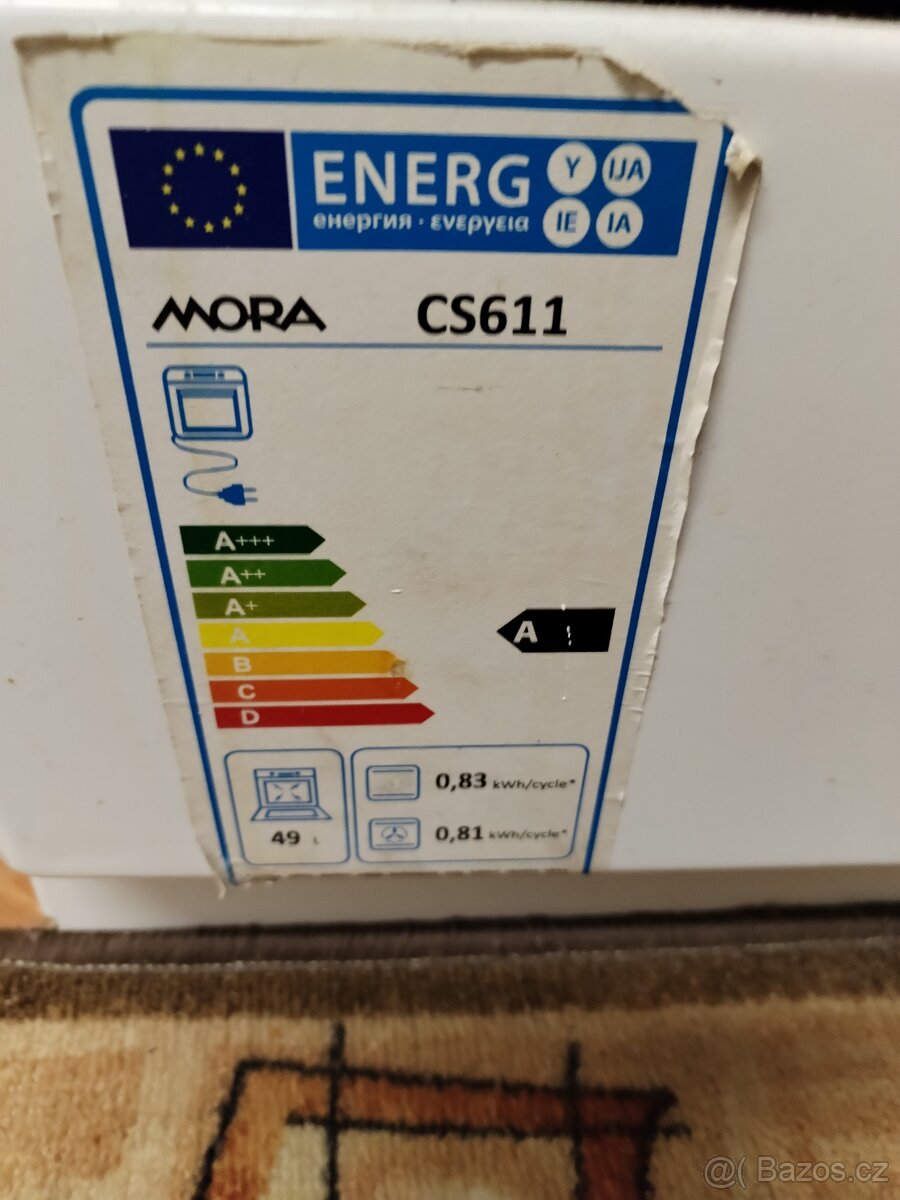 ENERG Y IJA
енергия · ενεργεια IE IA
MORA CS611
A+++
A++
A+
A
A
B
C
D
0,83 kWh/cycle*
49 L 0,81 kWh/cycle*
@( Bazos.cz